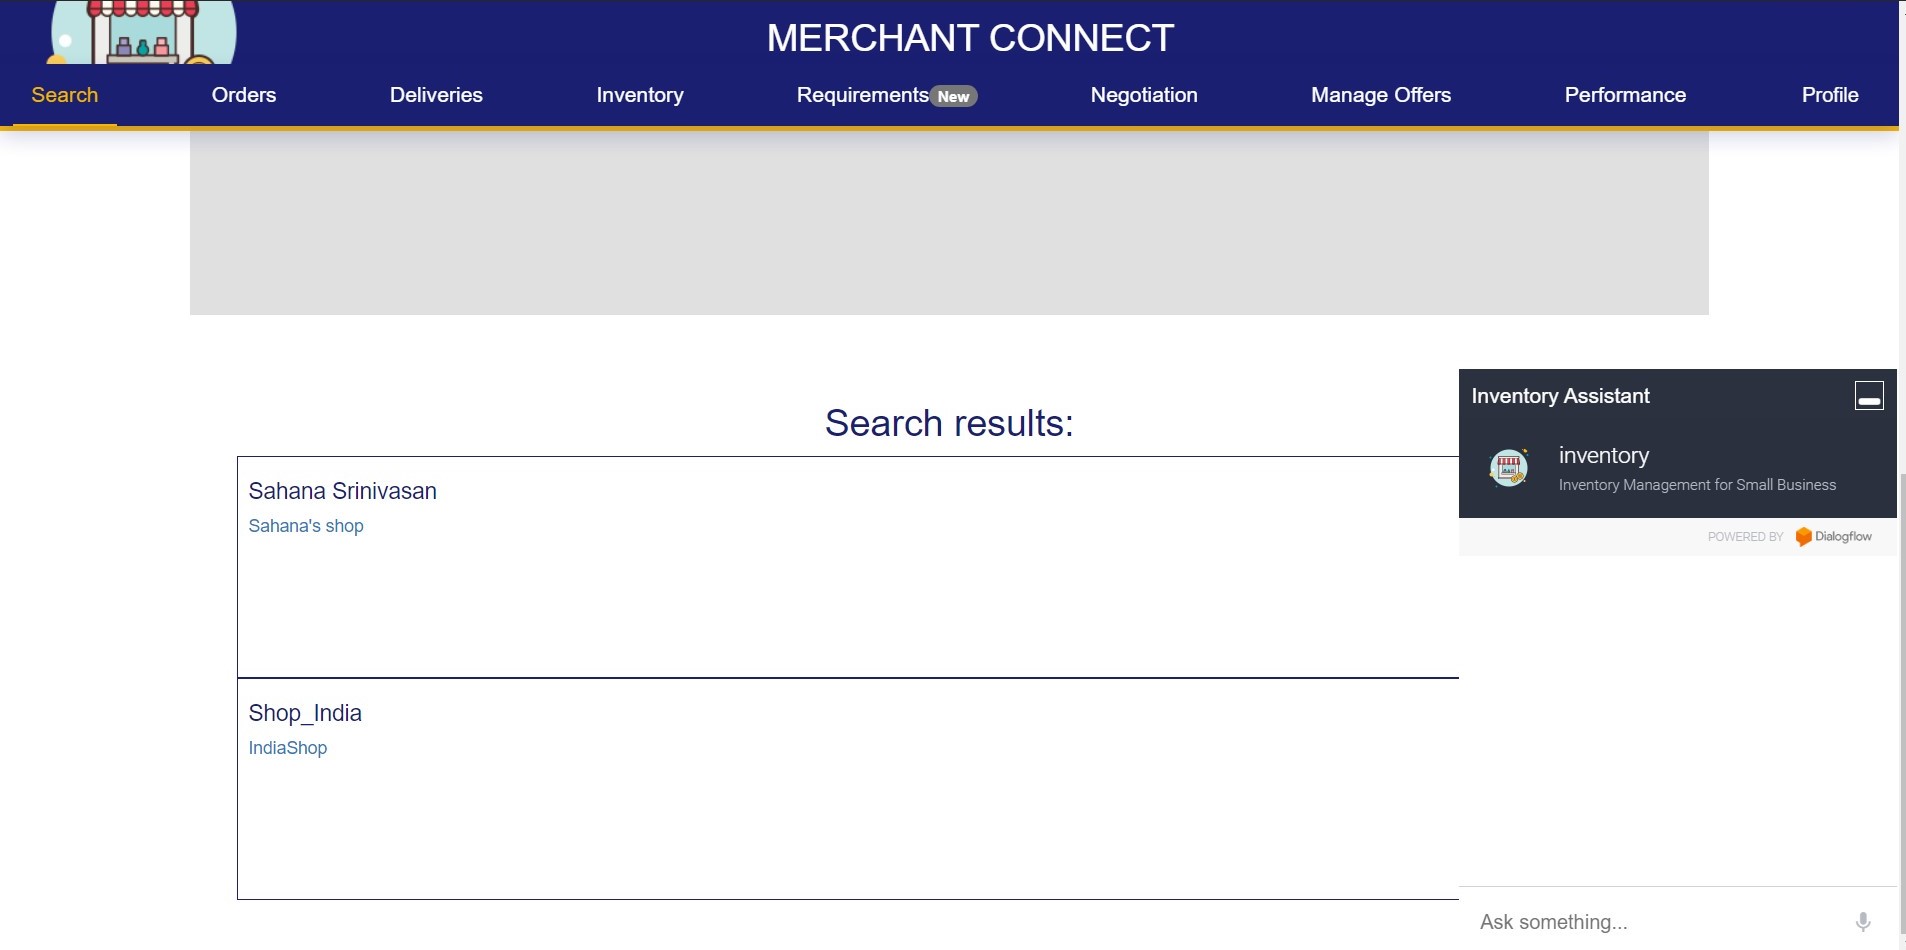 MERCHANT CONNECT
Search Orders Deliveries Inventory Requirements New Negotiation Manage Offers Performance Profile
Search results:
Sahana Srinivasan
Sahana's shop
Shop_India
IndiaShop
Inventory Assistant
inventory
Inventory Management for Small Business
POWERED BY Dialogflow
Ask something...